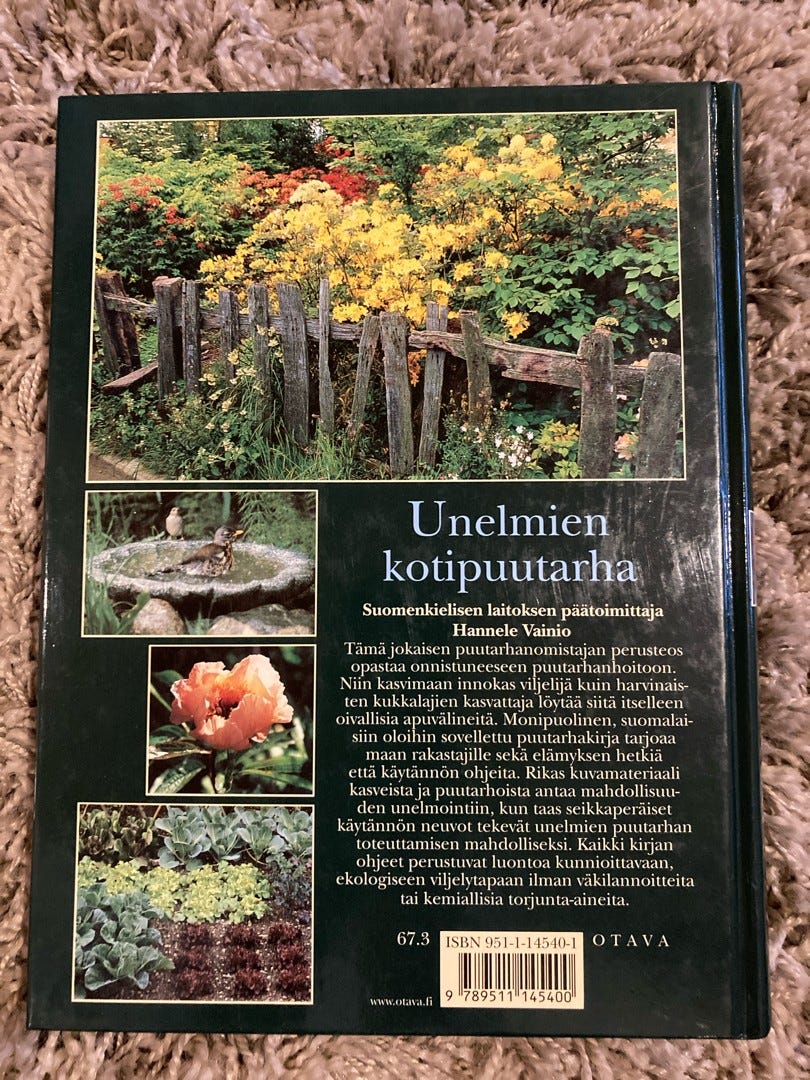 Unelmien
kotipuutarha
Suomenkielisen laitoksen päätoimittaja
Hannele Vainio
Tämä jokaisen puutarhanomistajan perusteos
opastaa onnistuneeseen puutarhanhoitoon.
Niin kasvimaan innokas viljelijä kuin harvinais-
ten kukkalajien kasvattaja löytää siitä itselleen
oivallisia apuvälineitä. Monipuolinen, suomalai-
siin oloihin sovellettu puutarhakirja tarjoaa
maan rakastajille sekä elämyksen hetkiä
että käytännön ohjeita. Rikas kuvamateriaali
kasveista ja puutarhoista antaa mahdollisuu-
den unelmointiin, kun taas seikkaperäiset
käytännön neuvot tekevät unelmien puutarhan
toteuttamisen mahdolliseksi. Kaikki kirjan
ohjeet perustuvat luontoa kunnioittavaan,
ekologiseen viljelytapaan ilman väkilannoitteita
tai kemiallisia torjunta-aineita.
67.3 ISBN 951-1-14540-1 OTAVA
www.otava.fi 9 789511 145400